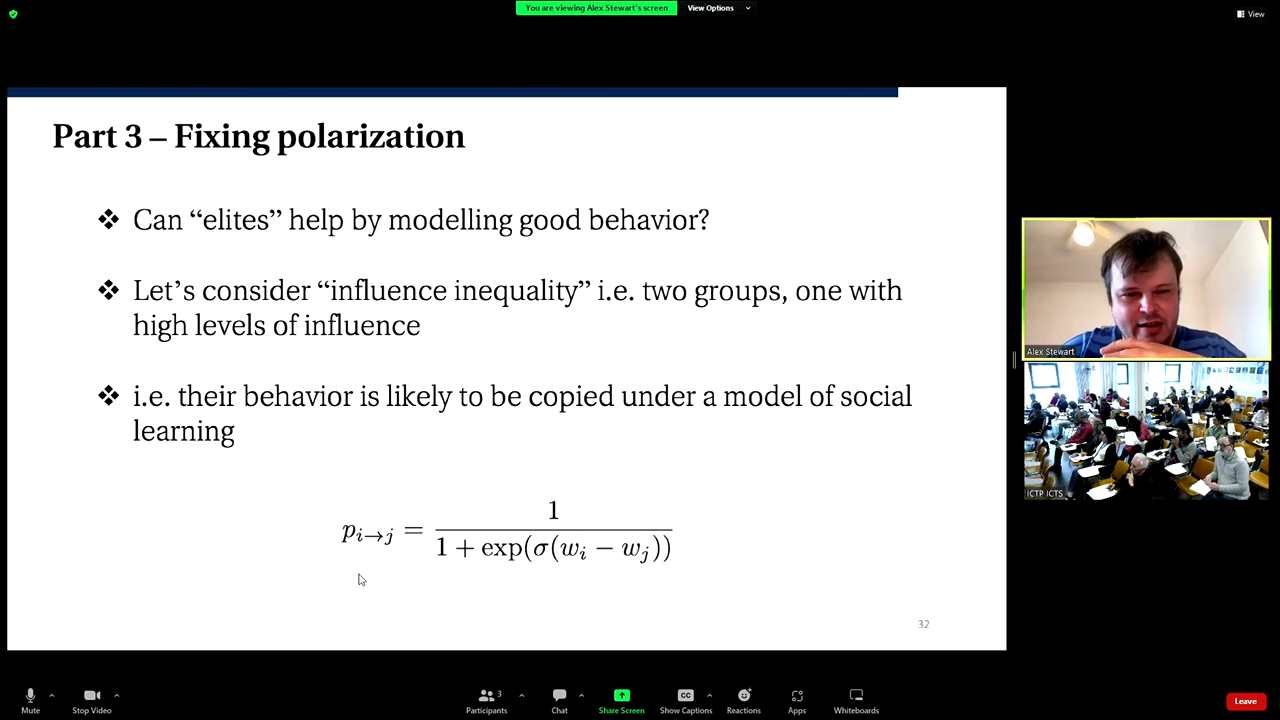 You are viewing Alex Stewart's screen
View Options
View
Part 3 – Fixing polarization
❖ Can “elites” help by modelling good behavior?
❖ Let’s consider “influence inequality” i.e. two groups, one with
high levels of influence
❖ i.e. their behavior is likely to be copied under a model of social
learning
p_{i→j} = 1 / (1 + exp(σ(w_i − w_j)))
32
Alex Stewart
ICTP ICTS
Mute
Stop Video
Participants
3
Chat
Share Screen
CC
Show Captions
Reactions
Apps
Whiteboards
Leave